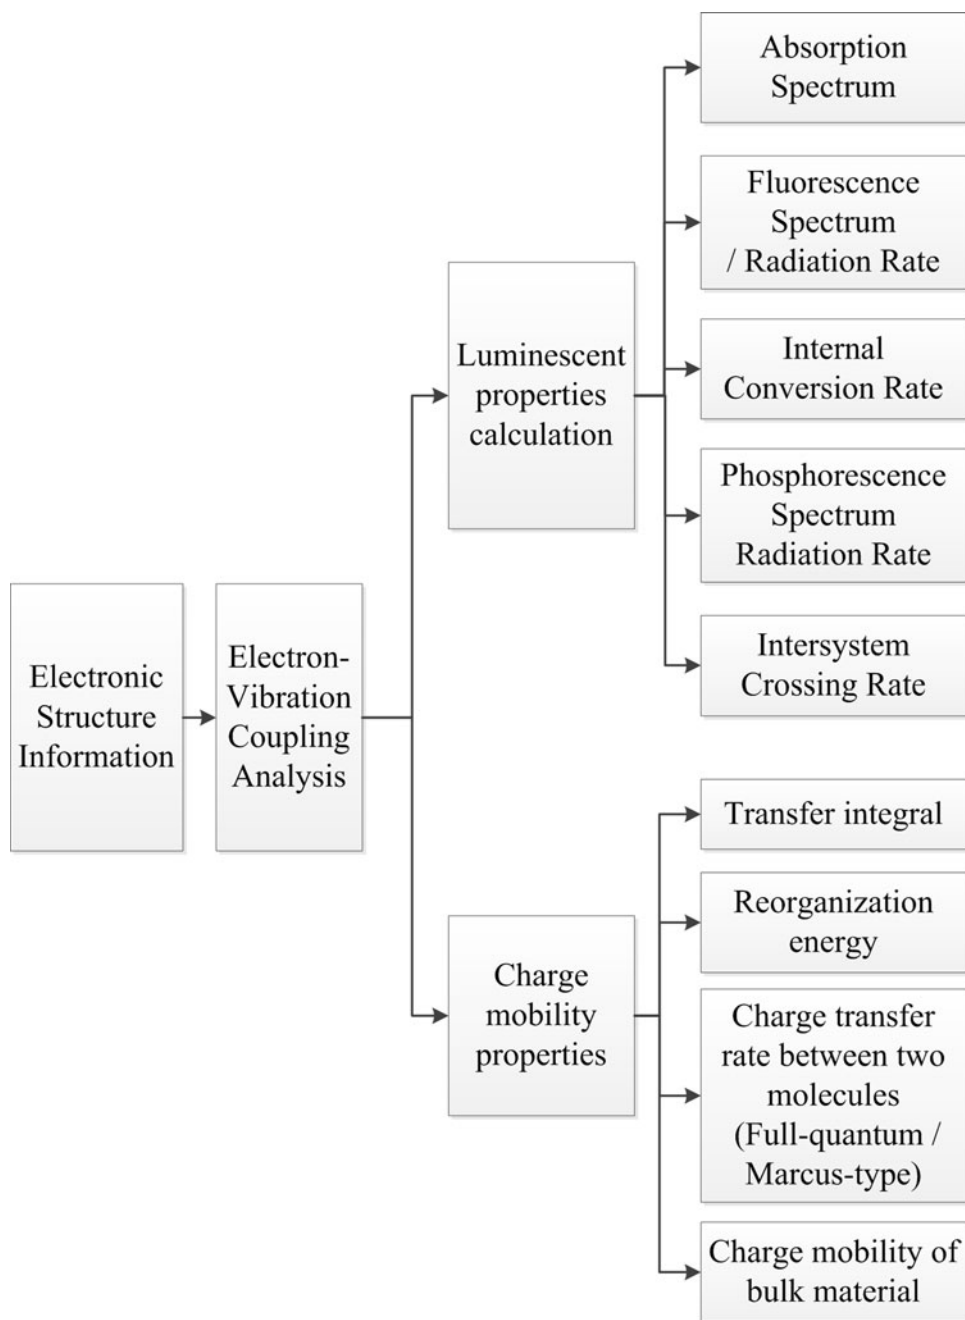 Electronic
Structure
Information
Electron-
Vibration
Coupling
Analysis
Luminescent
properties
calculation
Absorption
Spectrum
Fluorescence
Spectrum
/ Radiation Rate
Internal
Conversion Rate
Phosphorescence
Spectrum
Radiation Rate
Intersystem
Crossing Rate
Charge
mobility
properties
Transfer integral
Reorganization
energy
Charge transfer
rate between two
molecules
(Full-quantum /
Marcus-type)
Charge mobility of
bulk material